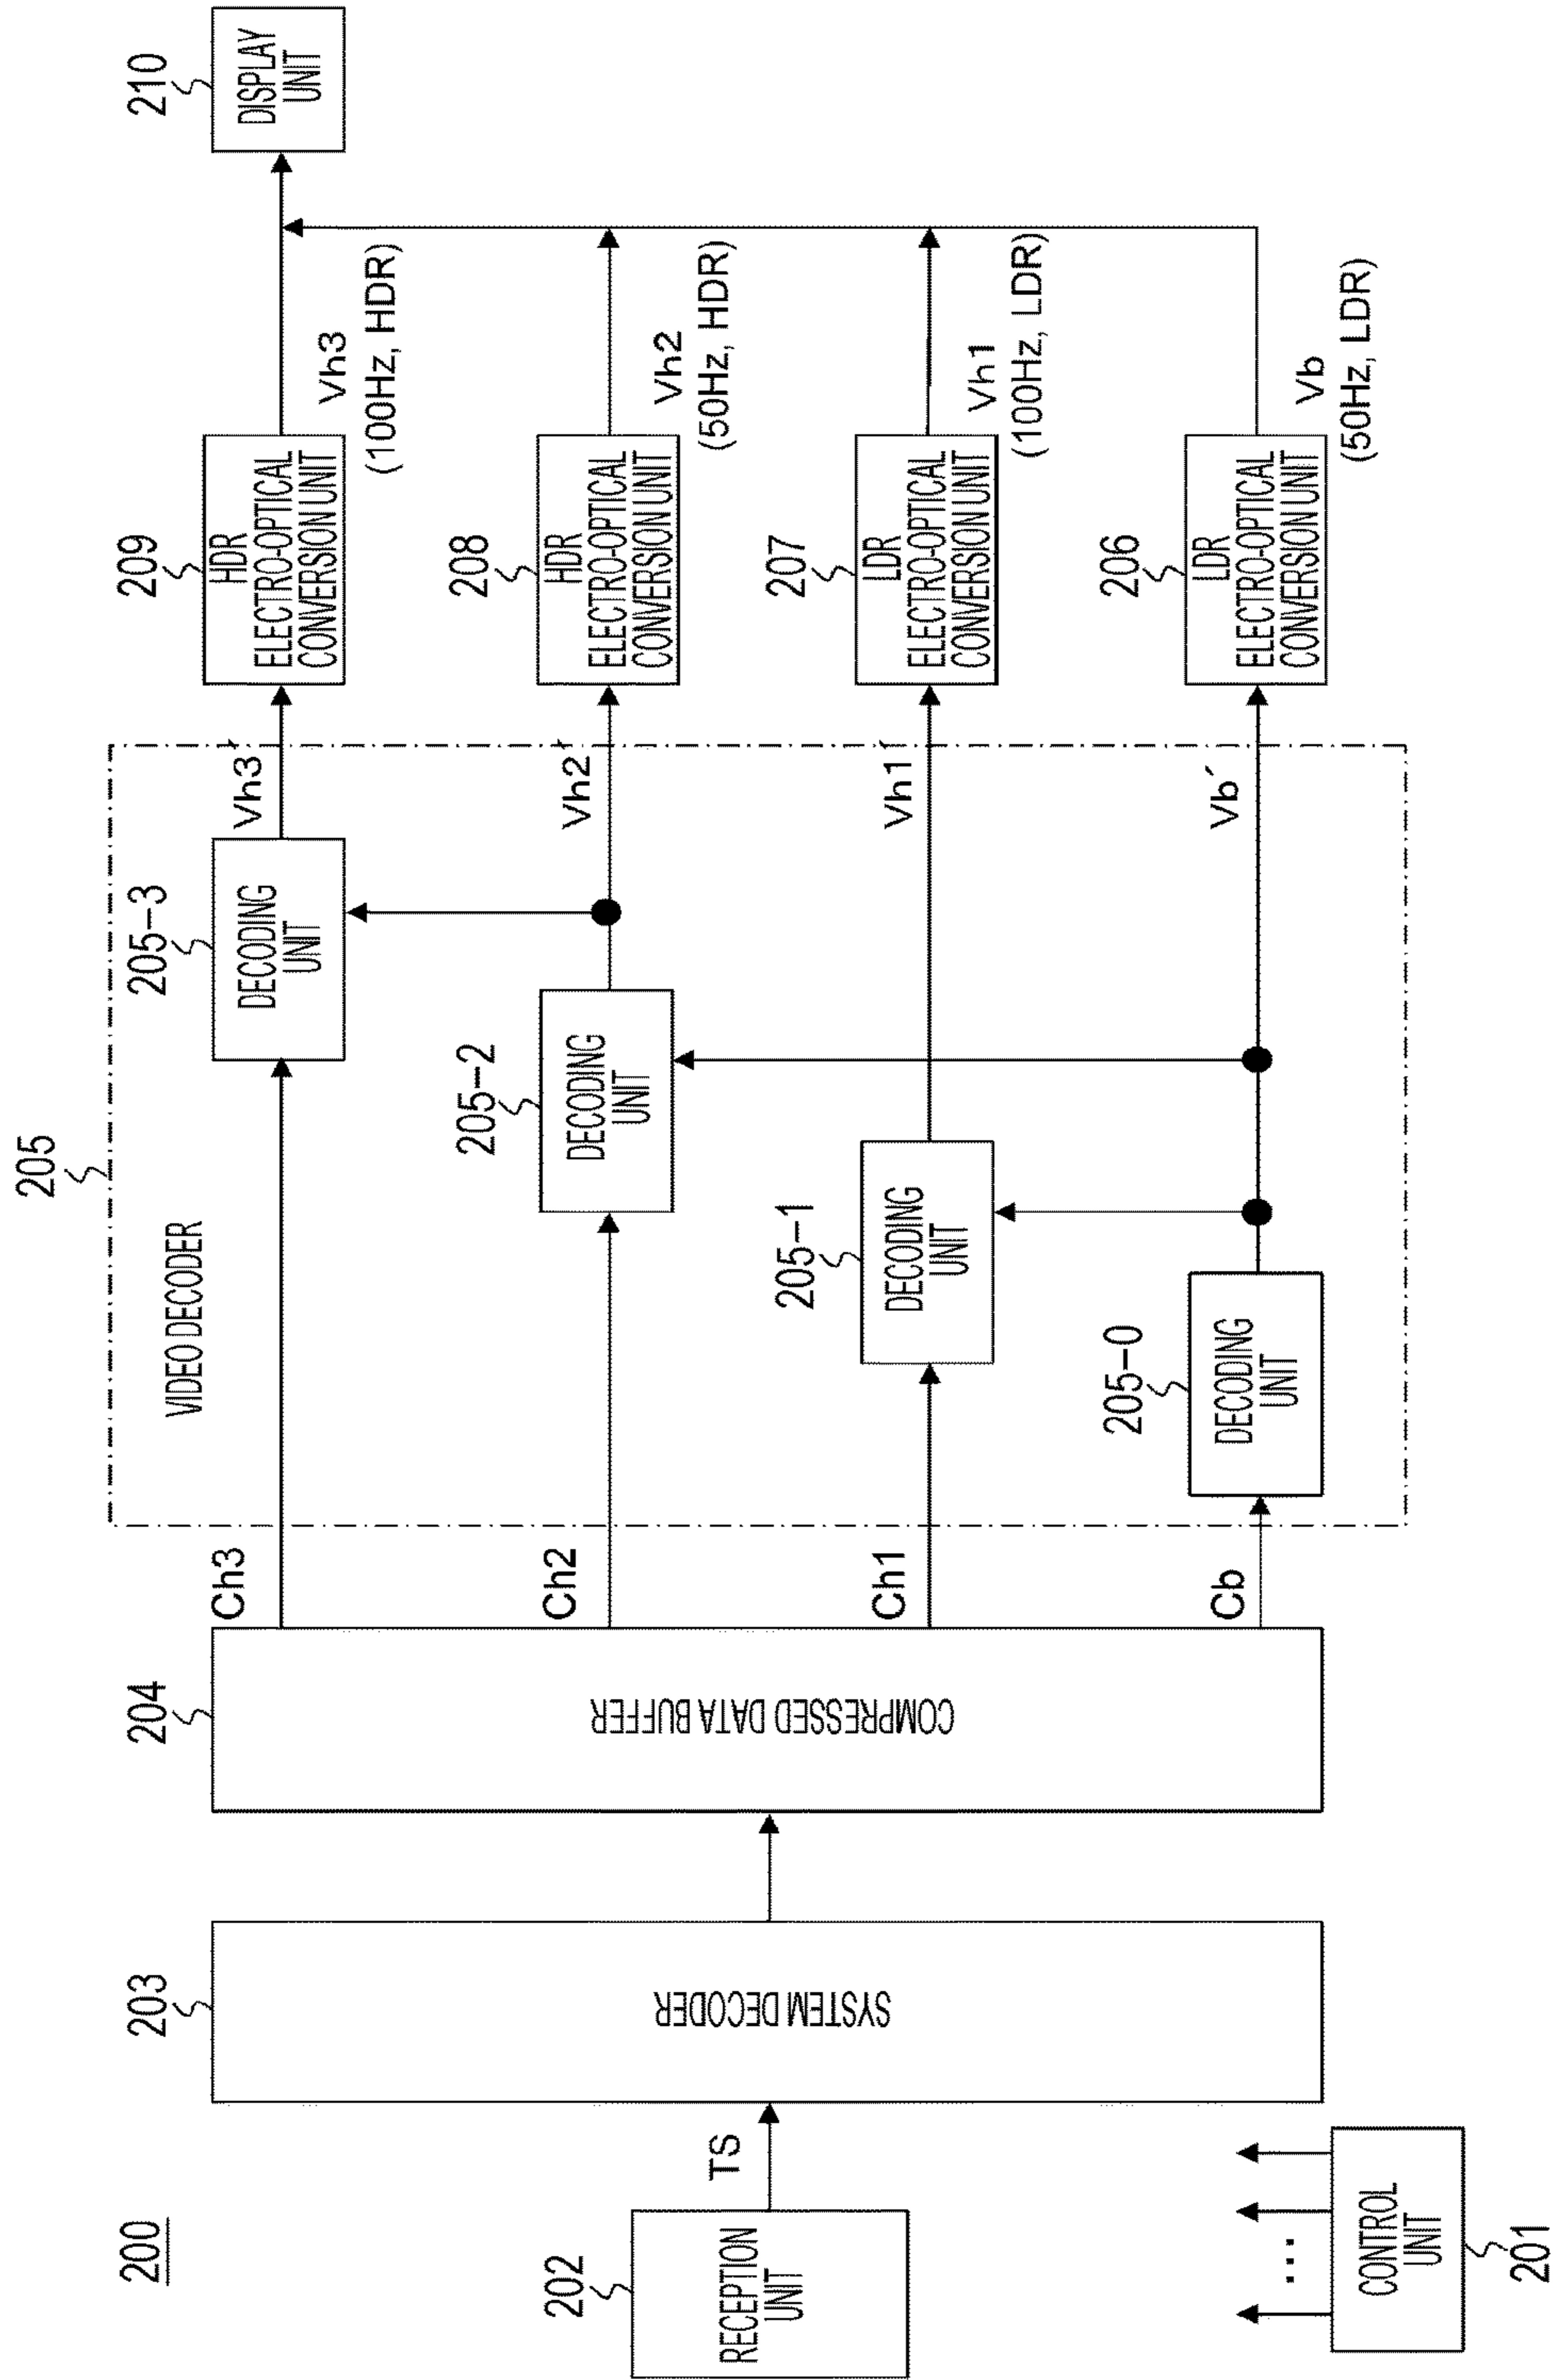 200
205
VIDEO DECODER
202
RECEPTION
UNIT
TS
203
SYSTEM DECODER
204
COMPRESSED DATA BUFFER
Ch3
Ch2
Ch1
Cb
205-3
DECODING
UNIT
205-2
DECODING
UNIT
205-1
DECODING
UNIT
205-0
DECODING
UNIT
Vh3´
Vh2´
Vh1´
Vb´
209
HDR
ELECTRO-OPTICAL
CONVERSION UNIT
208
HDR
ELECTRO-OPTICAL
CONVERSION UNIT
207
LDR
ELECTRO-OPTICAL
CONVERSION UNIT
206
LDR
ELECTRO-OPTICAL
CONVERSION UNIT
Vh3
(100Hz, HDR)
Vh2
(50Hz, HDR)
Vh1
(100Hz, LDR)
Vb
(50Hz, LDR)
210
DISPLAY
UNIT
...
CONTROL
UNIT
201